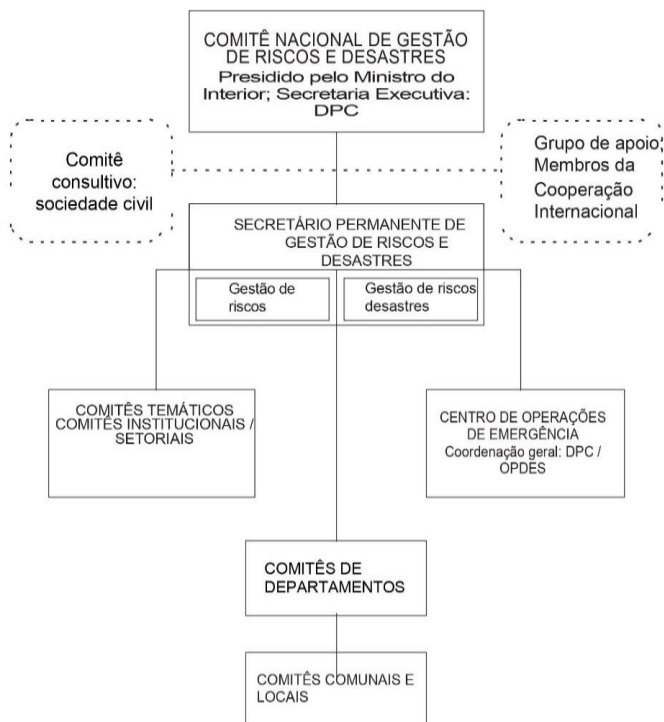 COMITÊ NACIONAL DE GESTÃO
DE RISCOS E DESASTRES
Presidido pelo Ministro do
Interior; Secretaria Executiva:
DPC
Comitê
consultivo:
sociedade civil
Grupo de apoio;
Membros da
Cooperação
Internacional
SECRETÁRIO PERMANENTE DE
GESTÃO DE RISCOS E
DESASTRES
Gestão de
riscos
Gestão de riscos
desastres
COMITÊS TEMÁTICOS
COMITÊS INSTITUCIONAIS /
SETORIAIS
CENTRO DE OPERAÇÕES
DE EMERGÊNCIA
Coordenação geral: DPC /
OPDES
COMITÊS DE
DEPARTAMENTOS
COMITÊS COMUNAIS E
LOCAIS